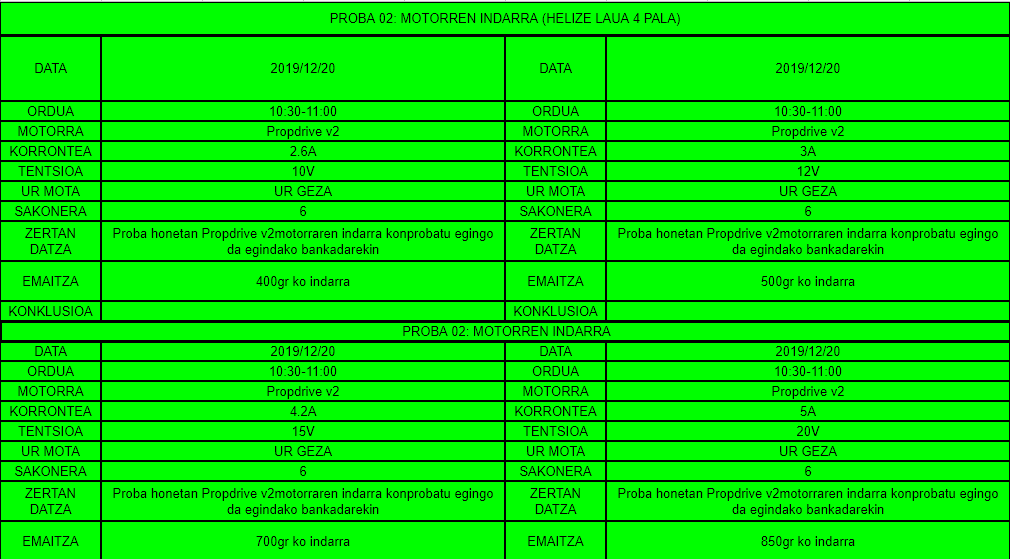 PROBA 02: MOTORREN INDARRA (HELIZE LAUA 4 PALA)
DATA 2019/12/20 DATA 2019/12/20
ORDUA 10:30-11:00 ORDUA 10:30-11:00
MOTORRA Propdrive v2 MOTORRA Propdrive v2
KORRONTEA 2.6A KORRONTEA 3A
TENTSIOA 10V TENTSIOA 12V
UR MOTA UR GEZA UR MOTA UR GEZA
SAKONERA 6 SAKONERA 6
ZERTAN Proba honetan Propdrive v2motorraren indarra konprobatu egingo ZERTAN Proba honetan Propdrive v2motorraren indarra konprobatu egingo
DATZA da egindako bankadarekin DATZA da egindako bankadarekin
EMAITZA 400gr ko indarra EMAITZA 500gr ko indarra
KONKLUSIOA KONKLUSIOA
PROBA 02: MOTORREN INDARRA
DATA 2019/12/20 DATA 2019/12/20
ORDUA 10:30-11:00 ORDUA 10:30-11:00
MOTORRA Propdrive v2 MOTORRA Propdrive v2
KORRONTEA 4.2A KORRONTEA 5A
TENTSIOA 15V TENTSIOA 20V
UR MOTA UR GEZA UR MOTA UR GEZA
SAKONERA 6 SAKONERA 6
ZERTAN Proba honetan Propdrive v2motorraren indarra konprobatu egingo ZERTAN Proba honetan Propdrive v2motorraren indarra konprobatu egingo
DATZA da egindako bankadarekin DATZA da egindako bankadarekin
EMAITZA 700gr ko indarra EMAITZA 850gr ko indarra